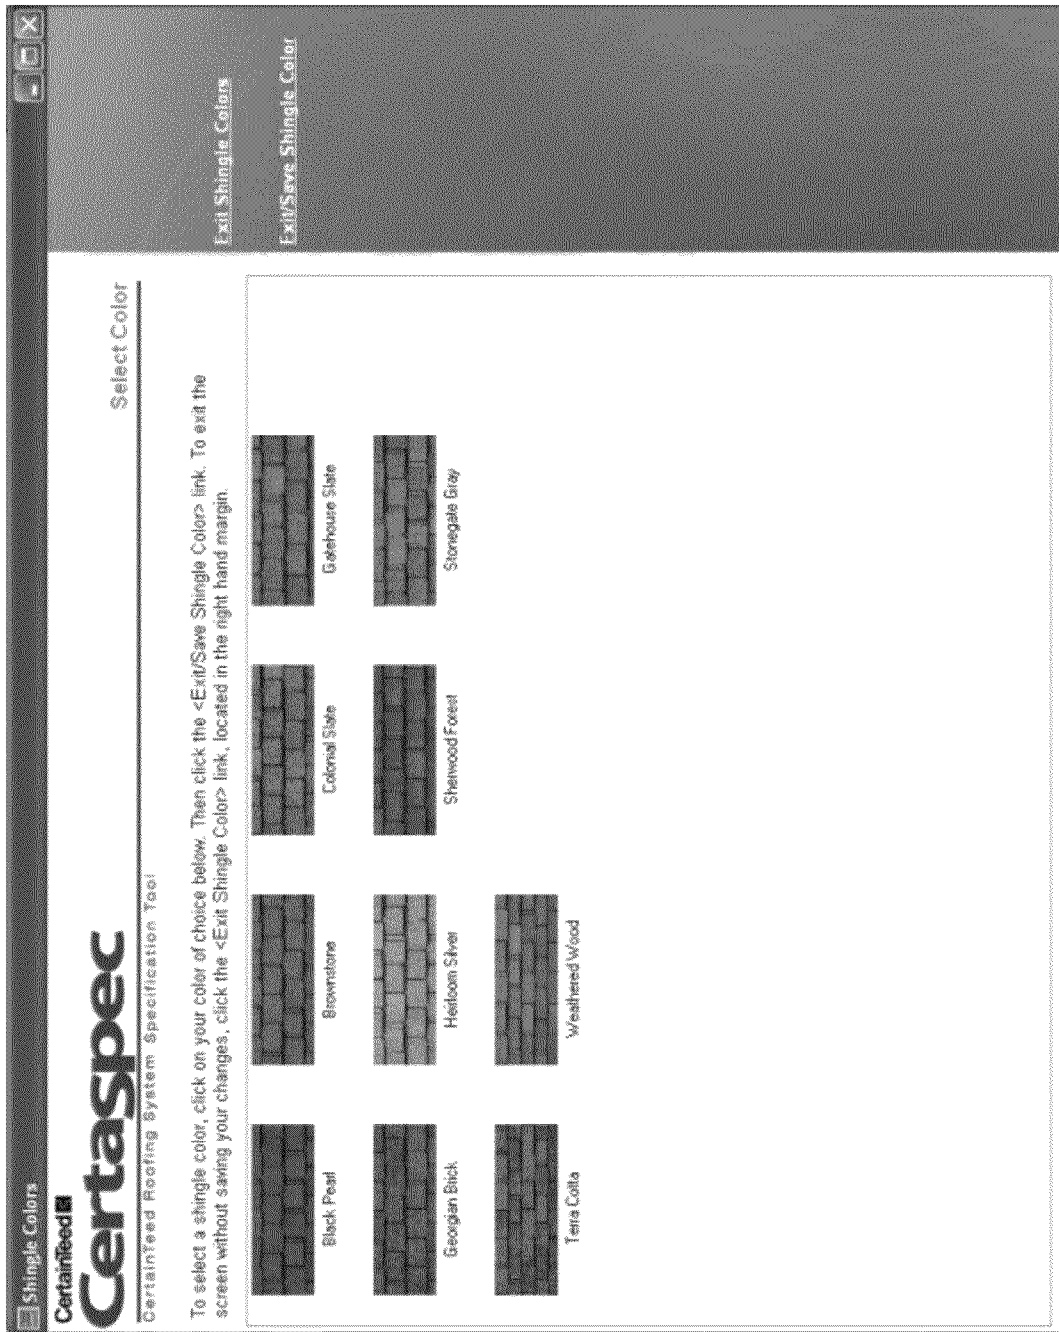 Shingle Colors
CertainTeed
Certaspec
CertainTeed Roofing System Specification Tool
Select Color
Exit Shingle Colors
Exit/Save Shingle Color
To select a shingle color, click on your color of choice below. Then click the <Exit/Save Shingle Color> link. To exit the
screen without saving your changes, click the <Exit Shingle Color> link, located in the right hand margin.
Black Pearl
Brownstone
Colonial Slate
Gatehouse Slate
Georgian Brick
Heirloom Silver
Sherwood Forest
Stonegate Gray
Terra Cotta
Weathered Wood